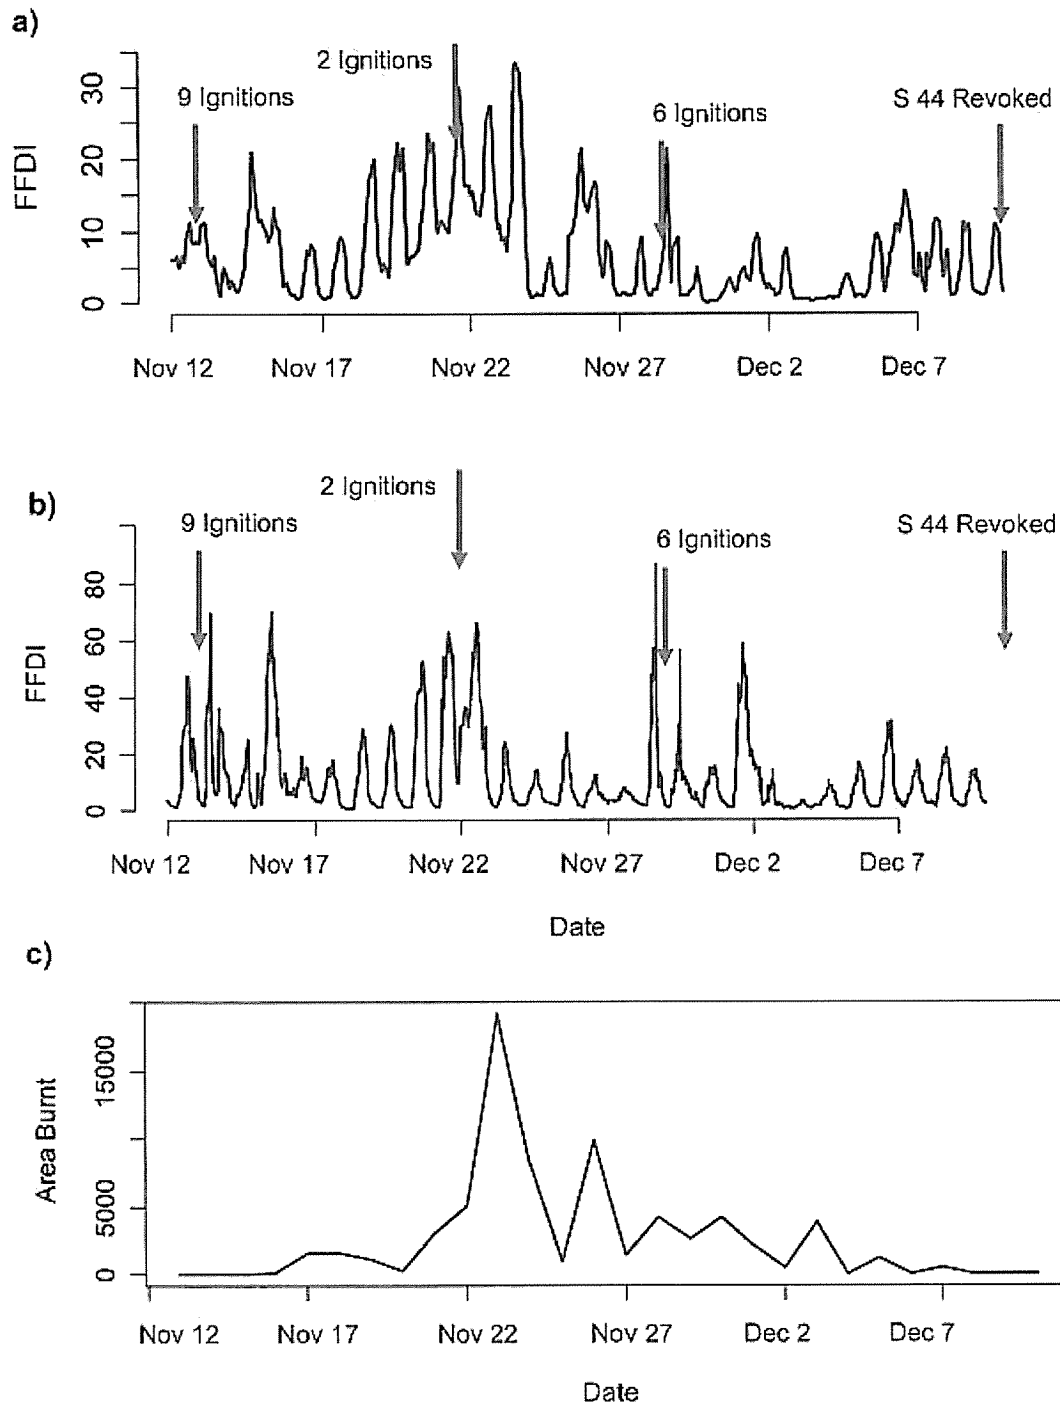 a)
2 Ignitions
9 Ignitions
6 Ignitions
S 44 Revoked
FFDI
30
20
10
0
Nov 12 Nov 17 Nov 22 Nov 27 Dec 2 Dec 7
b)
2 Ignitions
9 Ignitions
6 Ignitions
S 44 Revoked
FFDI
80
60
40
20
0
Nov 12 Nov 17 Nov 22 Nov 27 Dec 2 Dec 7
Date
c)
Area Burnt
15000
5000
0
Nov 12 Nov 17 Nov 22 Nov 27 Dec 2 Dec 7
Date